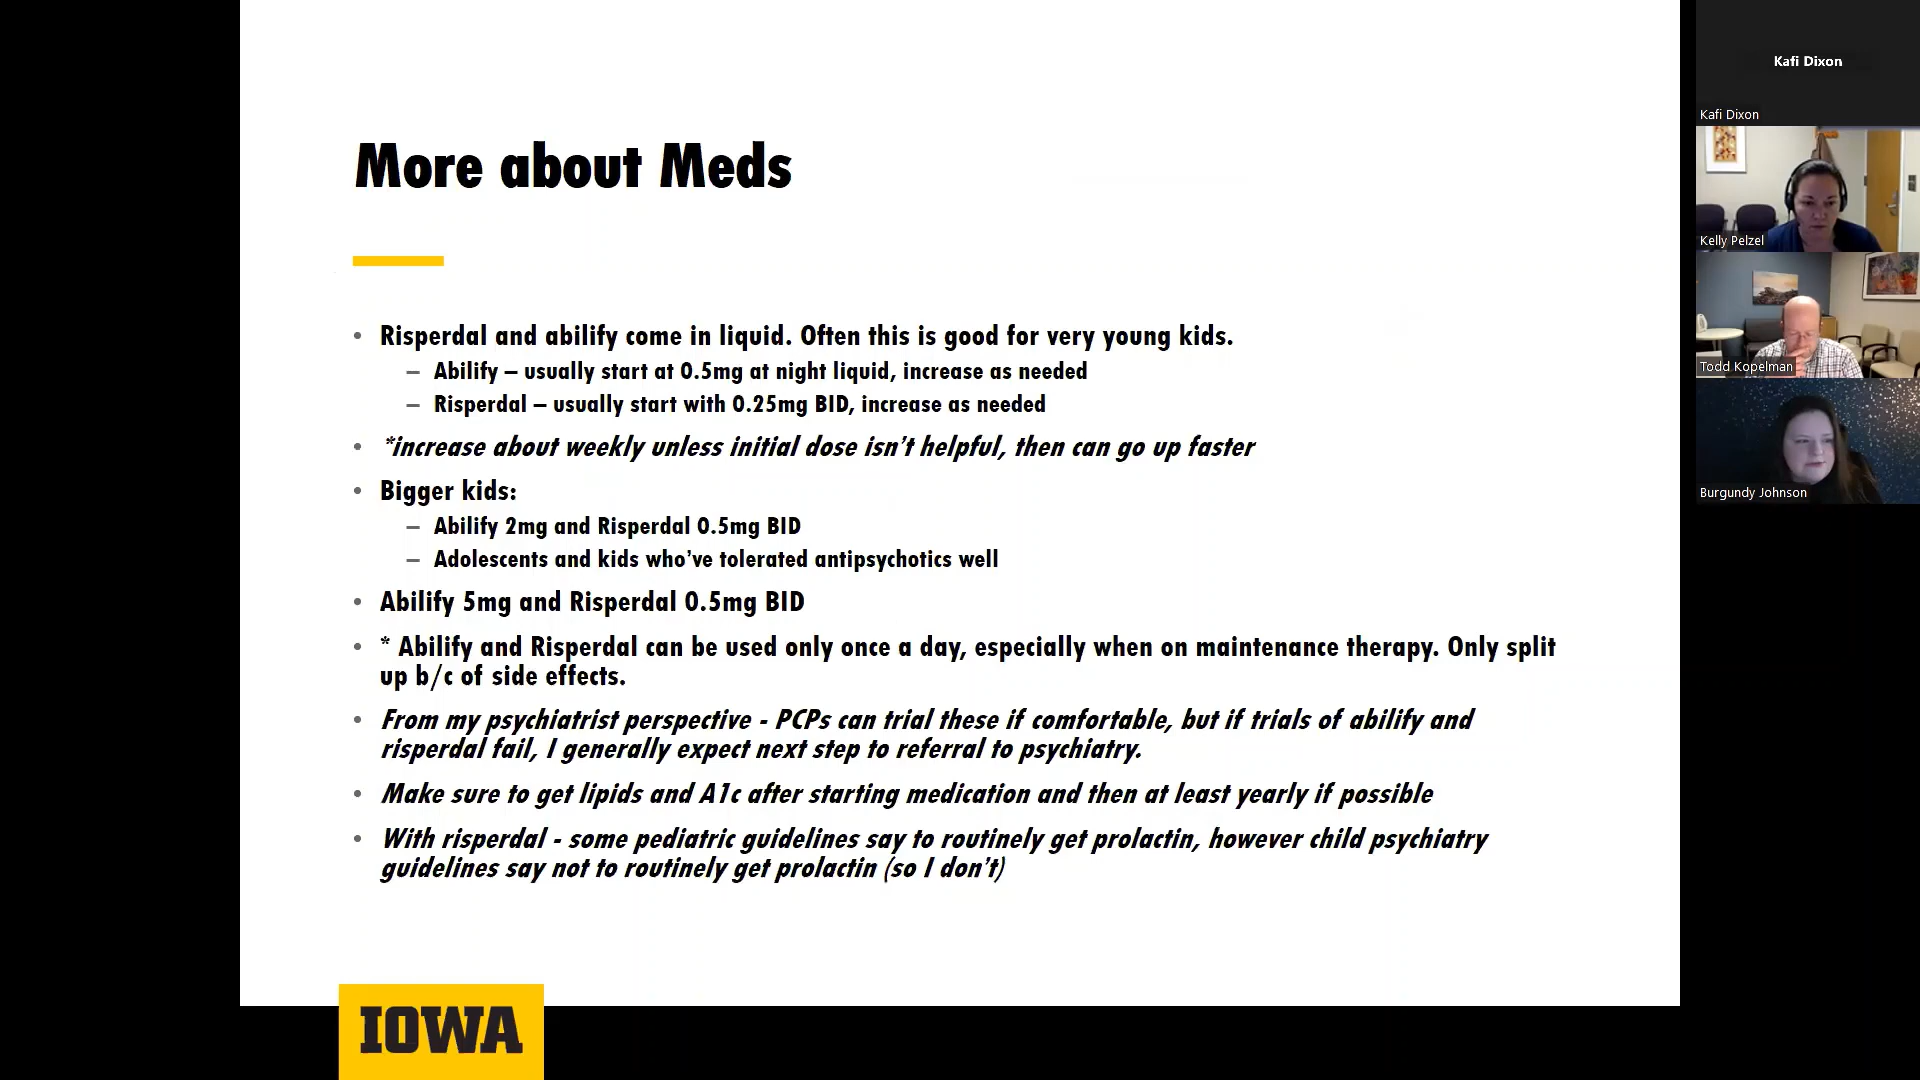 More about Meds
• Risperdal and abilify come in liquid. Often this is good for very young kids.
– Abilify – usually start at 0.5mg at night liquid, increase as needed
– Risperdal – usually start with 0.25mg BID, increase as needed
• *increase about weekly unless initial dose isn't helpful, then can go up faster
• Bigger kids:
– Abilify 2mg and Risperdal 0.5mg BID
– Adolescents and kids who've tolerated antipsychotics well
• Abilify 5mg and Risperdal 0.5mg BID
• * Abilify and Risperdal can be used only once a day, especially when on maintenance therapy. Only split
up b/c of side effects.
• From my psychiatrist perspective - PCPs can trial these if comfortable, but if trials of abilify and
risperdal fail, I generally expect next step to referral to psychiatry.
• Make sure to get lipids and A1c after starting medication and then at least yearly if possible
• With risperdal - some pediatric guidelines say to routinely get prolactin, however child psychiatry
guidelines say not to routinely get prolactin (so I don't)
IOWA
Kafi Dixon
Kafi Dixon
Kelly Pelzel
Todd Kopelman
Burgundy Johnson